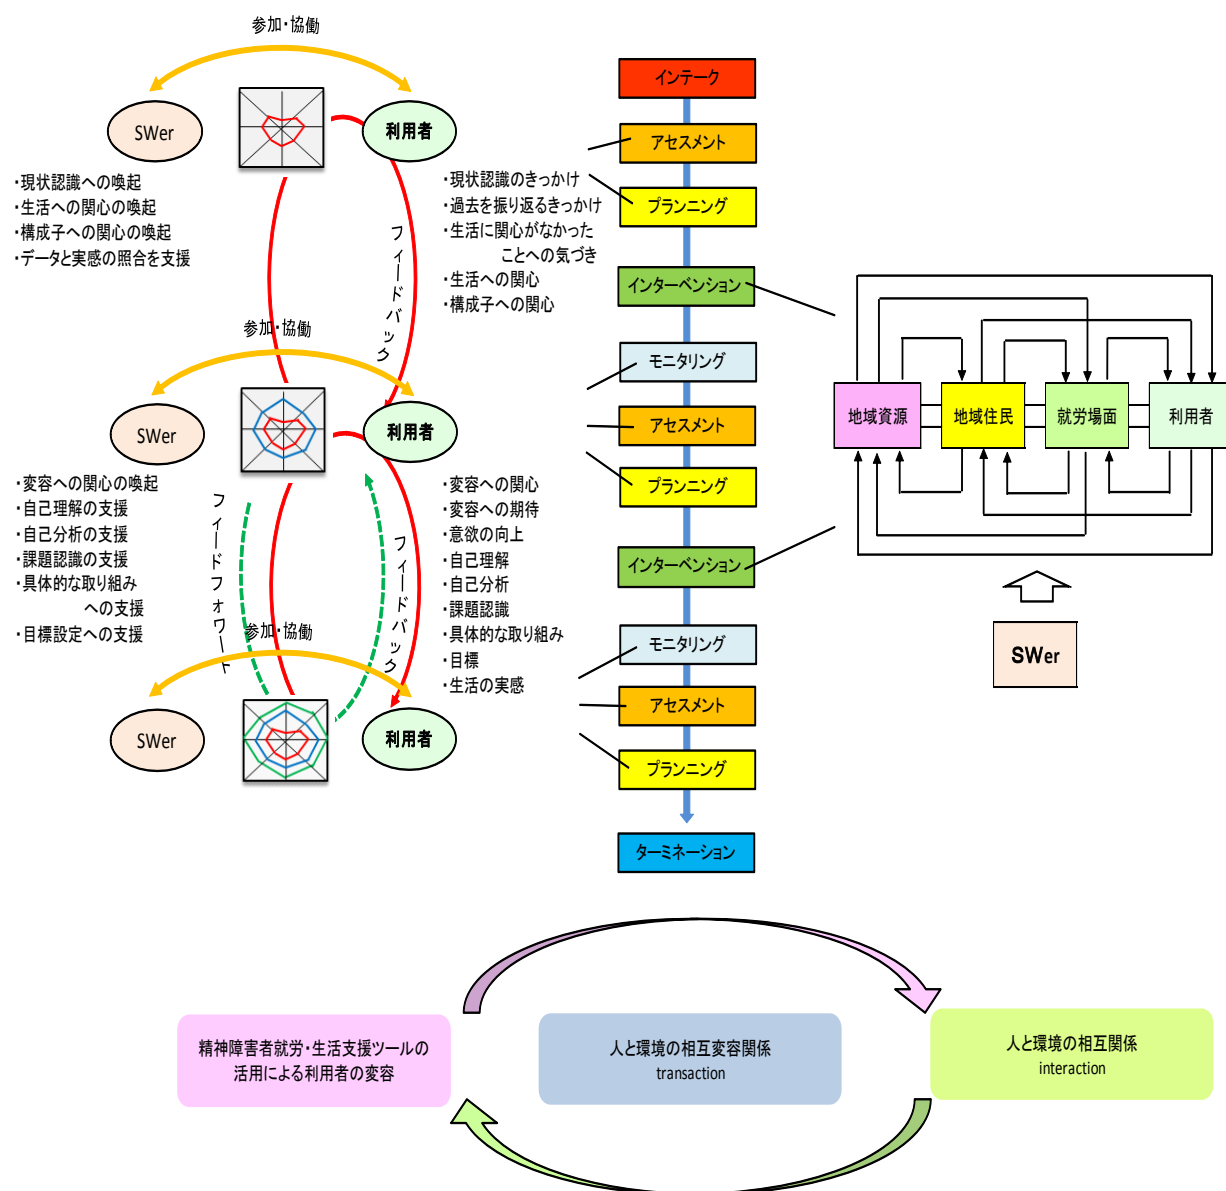 参加・協働
SWer
利用者
・現状認識への喚起
・生活への関心の喚起
・構成子への関心の喚起
・データと実感の照合を支援
フィードバック
・現状認識のきっかけ
・過去を振り返るきっかけ
・生活に関心がなかった
ことへの気づき
・生活への関心
・構成子への関心
参加・協働
SWer
利用者
・変容への関心の喚起
・自己理解の支援
・自己分析の支援
・課題認識の支援
・具体的な取り組み
への支援
・目標設定への支援
フィードフォワード
フィードバック
・変容への関心
・変容への期待
・意欲の向上
・自己理解
・自己分析
・課題認識
・具体的な取り組み
・目標
・生活の実感
参加・協働
SWer
利用者
インテーク
アセスメント
プランニング
インターベンション
モニタリング
アセスメント
プランニング
インターベンション
モニタリング
アセスメント
プランニング
ターミネーション
地域資源
地域住民
就労場面
利用者
SWer
精神障害者就労・生活支援ツールの
活用による利用者の変容
人と環境の相互変容関係
transaction
人と環境の相互関係
interaction